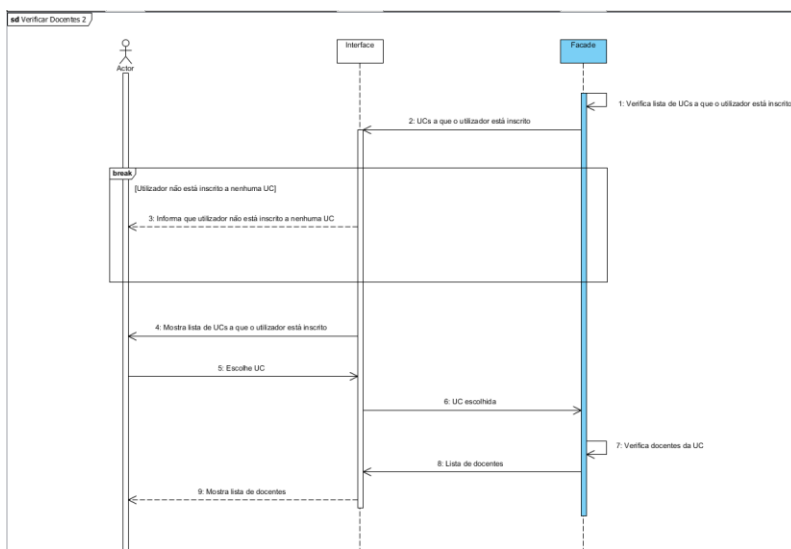 sd Verificar Docentes 2
Actor
Interface
Facade
1: Verifica lista de UCs a que o utilizador está inscrito
2: UCs a que o utilizador está inscrito
break
[Utilizador não está inscrito a nenhuma UC]
3: Informa que utilizador não está inscrito a nenhuma UC
4: Mostra lista de UCs a que o utilizador está inscrito
5: Escolhe UC
6: UC escolhida
7: Verifica docentes da UC
8: Lista de docentes
9: Mostra lista de docentes